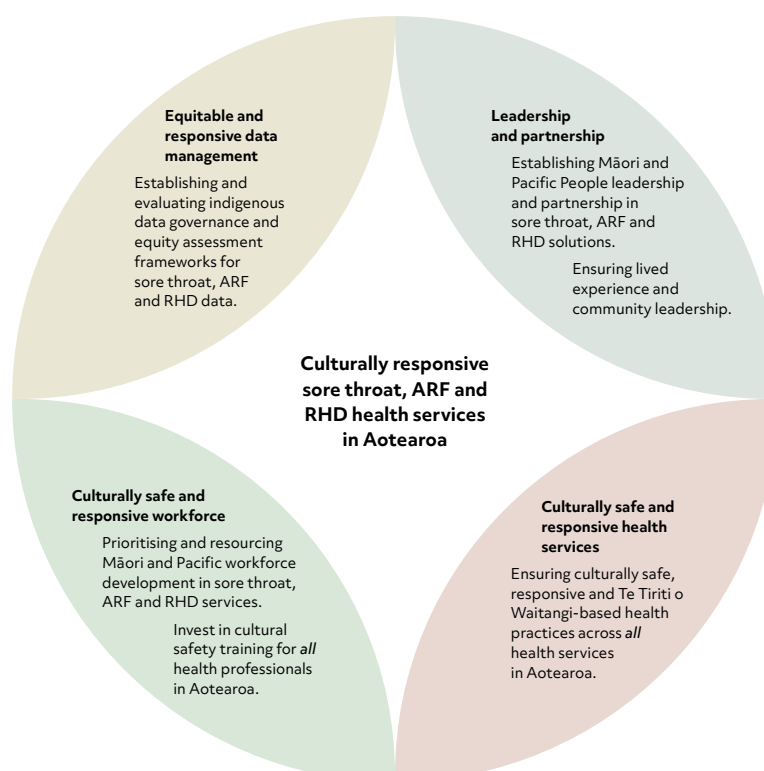 Equitable and
responsive data
management
Establishing and
evaluating indigenous
data governance and
equity assessment
frameworks for
sore throat, ARF
and RHD data.
Leadership
and partnership
Establishing Māori and
Pacific People leadership
and partnership in
sore throat, ARF and
RHD solutions.
Ensuring lived
experience and
community leadership.
Culturally responsive
sore throat, ARF and
RHD health services
in Aotearoa
Culturally safe and
responsive workforce
Prioritising and resourcing
Māori and Pacific workforce
development in sore throat,
ARF and RHD services.
Invest in cultural
safety training for all
health professionals
in Aotearoa.
Culturally safe and
responsive health
services
Ensuring culturally safe,
responsive and Te Tiriti o
Waitangi-based health
practices across all
health services
in Aotearoa.